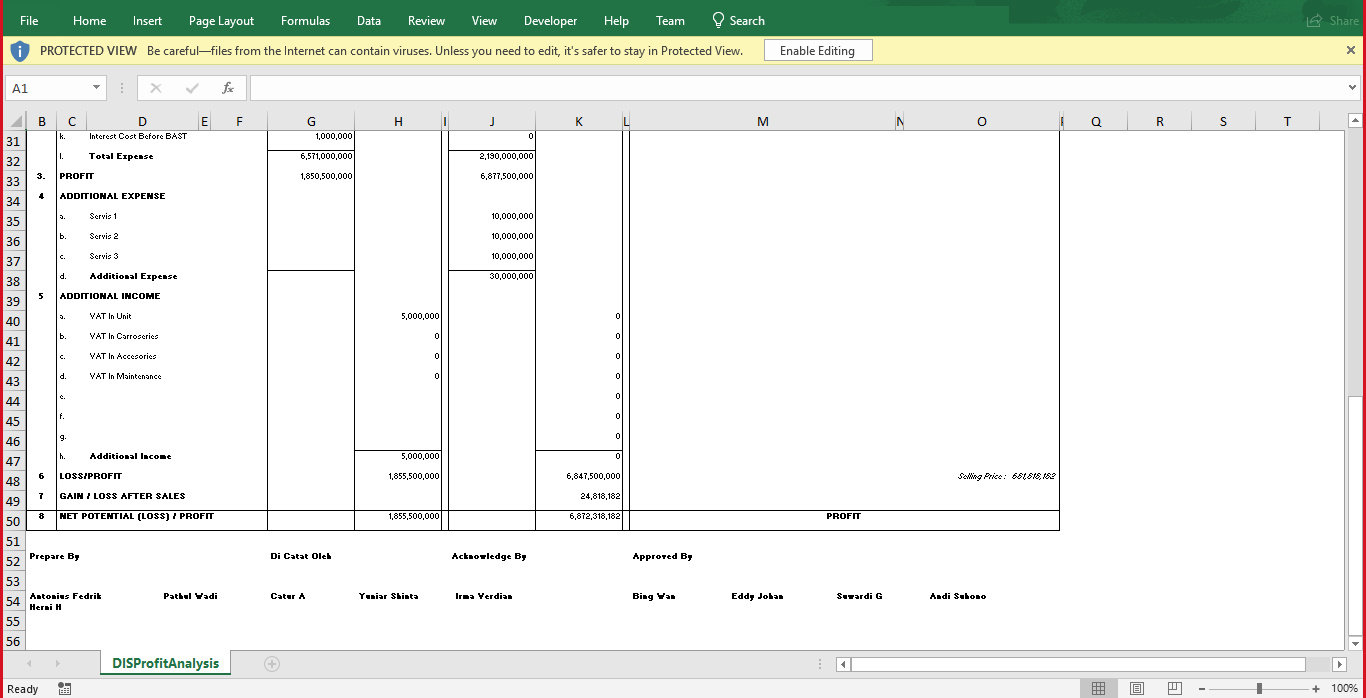 File Home Insert Page Layout Formulas Data Review View Developer Help Team Search Share
PROTECTED VIEW Be careful—files from the Internet can contain viruses. Unless you need to edit, it's safer to stay in Protected View. Enable Editing
A1 fx
B C D E F G H I J K L M N O P Q R S T
31 k. Interest Cost Before BAST 1,000,000 0
32 l. Total Expense 6,571,000,000 2,190,000,000
33 3. PROFIT 1,850,500,000 6,877,500,000
34 4 ADDITIONAL EXPENSE
35 a. Servis 1 10,000,000
36 b. Servis 2 10,000,000
37 c. Servis 3 10,000,000
38 d. Additional Expense 30,000,000
39 5 ADDITIONAL INCOME
40 a. VAT In Unit 5,000,000 0
41 b. VAT In Carroseries 0 0
42 c. VAT In Accesories 0 0
43 d. VAT In Maintenance 0 0
44 e. 0
45 f. 0
46 g. 0
47 h. Additional Income 5,000,000 0
48 6 LOSS/PROFIT 1,855,500,000 6,847,500,000 Selling Price : 681,818,182
49 7 GAIN / LOSS AFTER SALES 24,818,182
50 8 NET POTENTIAL (LOSS) / PROFIT 1,855,500,000 6,872,318,182 PROFIT
51
52 Prepare By Di Catat Oleh Acknowledge By Approved By
53
54 Antonius Fedrik Pathul Wadi Catur A Yuniar Shinta Irma Verdian Bing Wan Eddy Johan Suwardi G Andi Suhono
Herni H
55
56
DISProfitAnalysis
Ready 100%